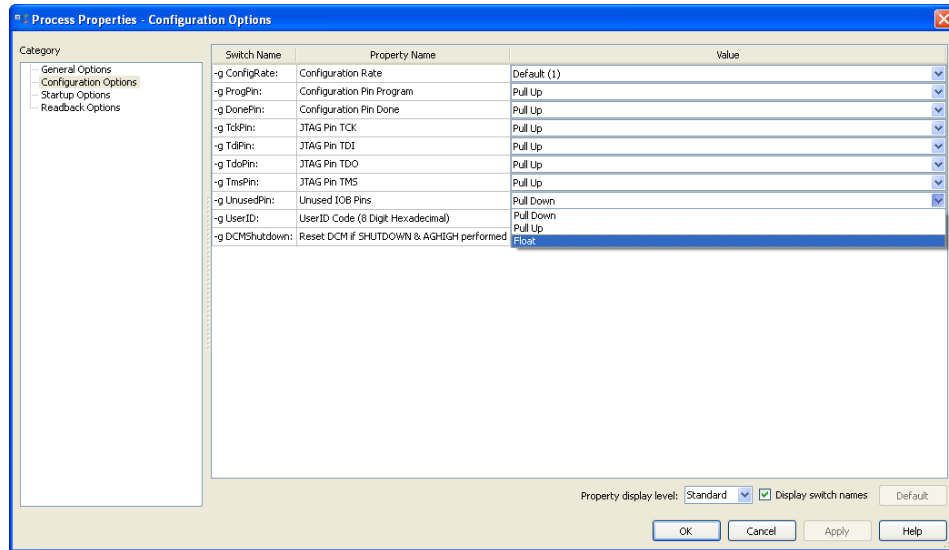 Process Properties - Configuration Options
Category
General Options
Configuration Options
Startup Options
Readback Options
Switch Name Property Name Value
-g ConfigRate: Configuration Rate Default (1)
-g ProgPin: Configuration Pin Program Pull Up
-g DonePin: Configuration Pin Done Pull Up
-g TckPin: JTAG Pin TCK Pull Up
-g TdiPin: JTAG Pin TDI Pull Up
-g TdoPin: JTAG Pin TDO Pull Up
-g TmsPin: JTAG Pin TMS Pull Up
-g UnusedPin: Unused IOB Pins Pull Down
-g UserID: UserID Code (8 Digit Hexadecimal) Pull Down
Pull Up
-g DCMShutdown: Reset DCM if SHUTDOWN & AGHIGH performed Float
Property display level: Standard Display switch names Default
OK Cancel Apply Help